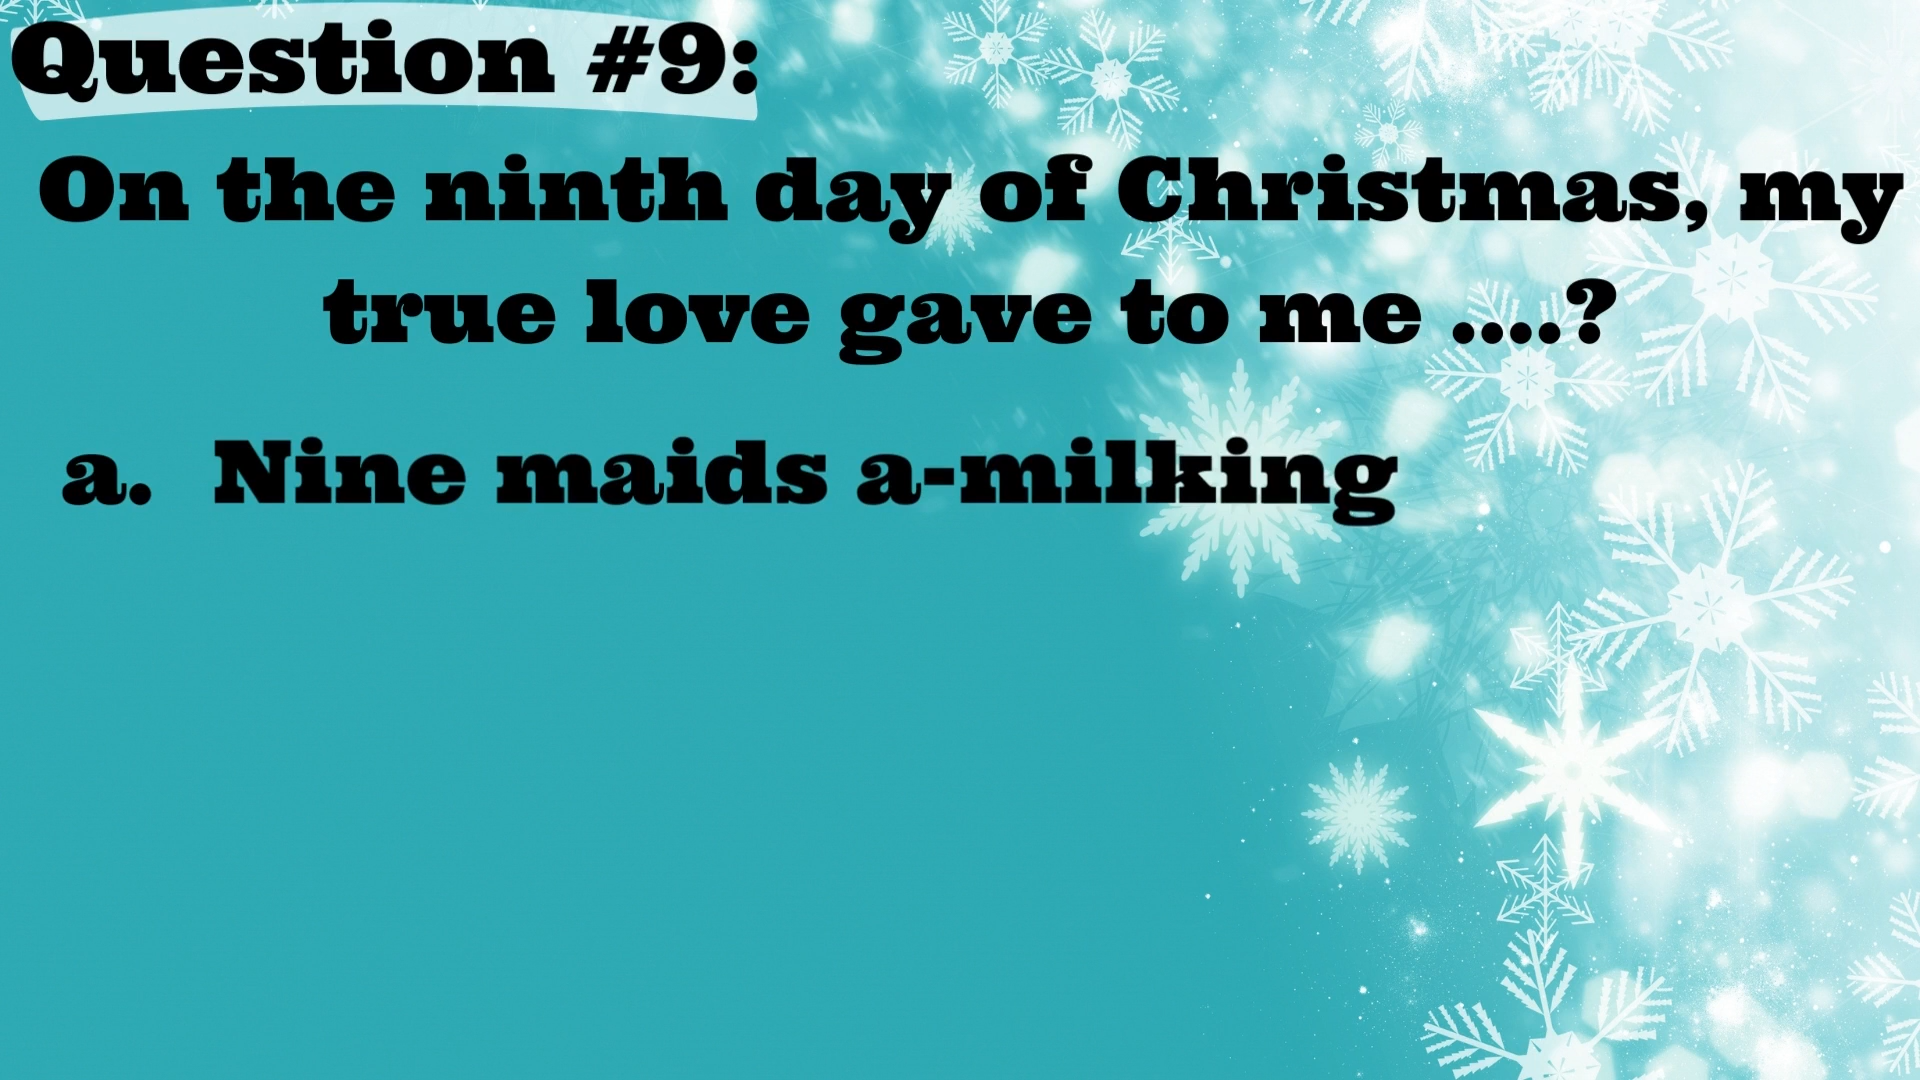 Question #9:
On the ninth day of Christmas, my
true love gave to me ....?
a. Nine maids a-milking